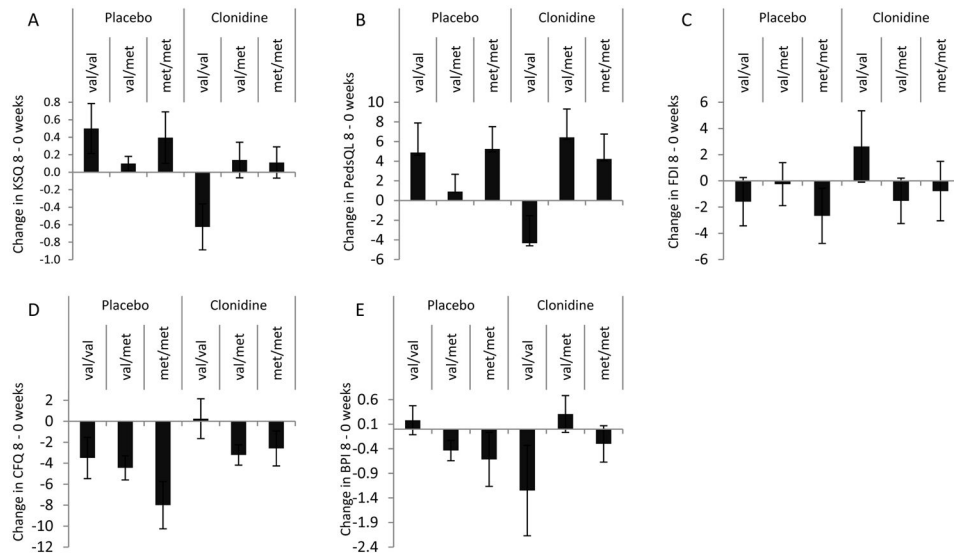 A
Placebo
Clonidine
val/val
val/met
met/met
val/val
val/met
met/met
Change in KSQ 8 - 0 weeks
0.8
0.6
0.4
0.2
0.0
-0.2
-0.4
-0.6
-0.8
-1.0
B
Placebo
Clonidine
val/val
val/met
met/met
val/val
val/met
met/met
Change in PedsQL 8 - 0 weeks
10
8
6
4
2
0
-2
-4
-6
C
Placebo
Clonidine
val/val
val/met
met/met
val/val
val/met
met/met
Change in FDI 8 - 0 weeks
6
4
2
0
-2
-4
-6
D
Placebo
Clonidine
val/val
val/met
met/met
val/val
val/met
met/met
Change in CFQ 8 - 0 weeks
2
0
-2
-4
-6
-8
-10
-12
E
Placebo
Clonidine
val/val
val/met
met/met
val/val
val/met
met/met
Change in BPI 8 - 0 weeks
0.6
0.1
-0.4
-0.9
-1.4
-1.9
-2.4